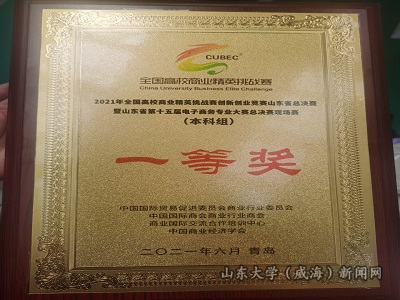 CUBEC
全国高校商业精英挑战赛
China University Business Elite Challenge
2021年全国高校商业精英挑战赛创新创业竞赛山东省总决赛
暨山东省第十五届电子商务专业大赛总决赛现场赛
(本科组)
一等奖
中国国际贸易促进委员会商业行业委员会
中国国际商会商业行业商会
商业国际交流合作培训中心
中国商业经济学会
二〇二一年六月 青岛
山东大学(威海)新闻网